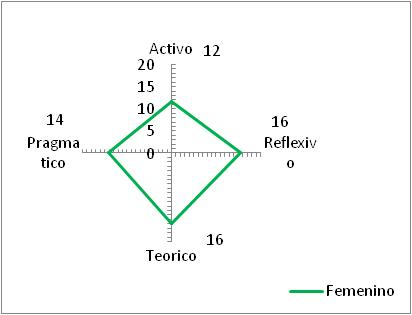 Activo 12
20
15
10
5
0
14
Pragma
tico
16
Reflexiv
o
16
Teorico
Femenino